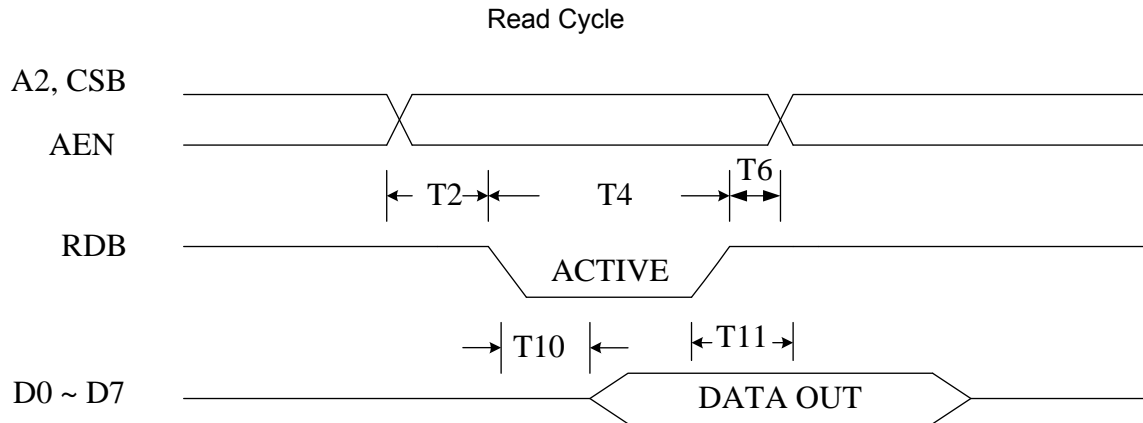 Read Cycle
A2, CSB
AEN
T2
T4
T6
RDB
ACTIVE
T10
T11
D0 ~ D7
DATA OUT